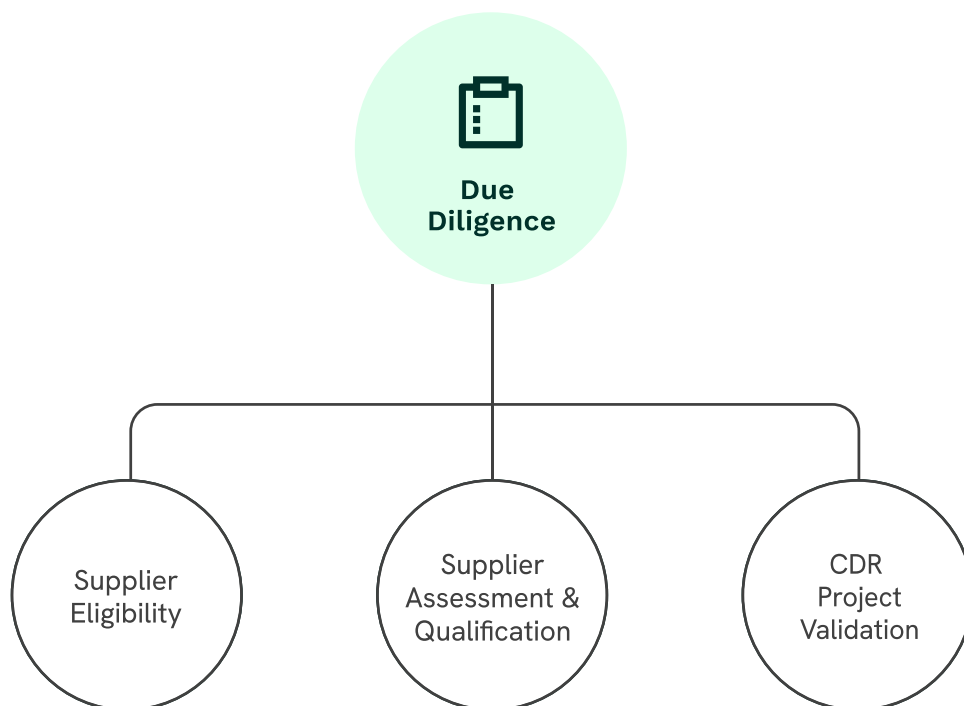 Due
Diligence
Supplier
Eligibility
Supplier
Assessment &
Qualification
CDR
Project
Validation